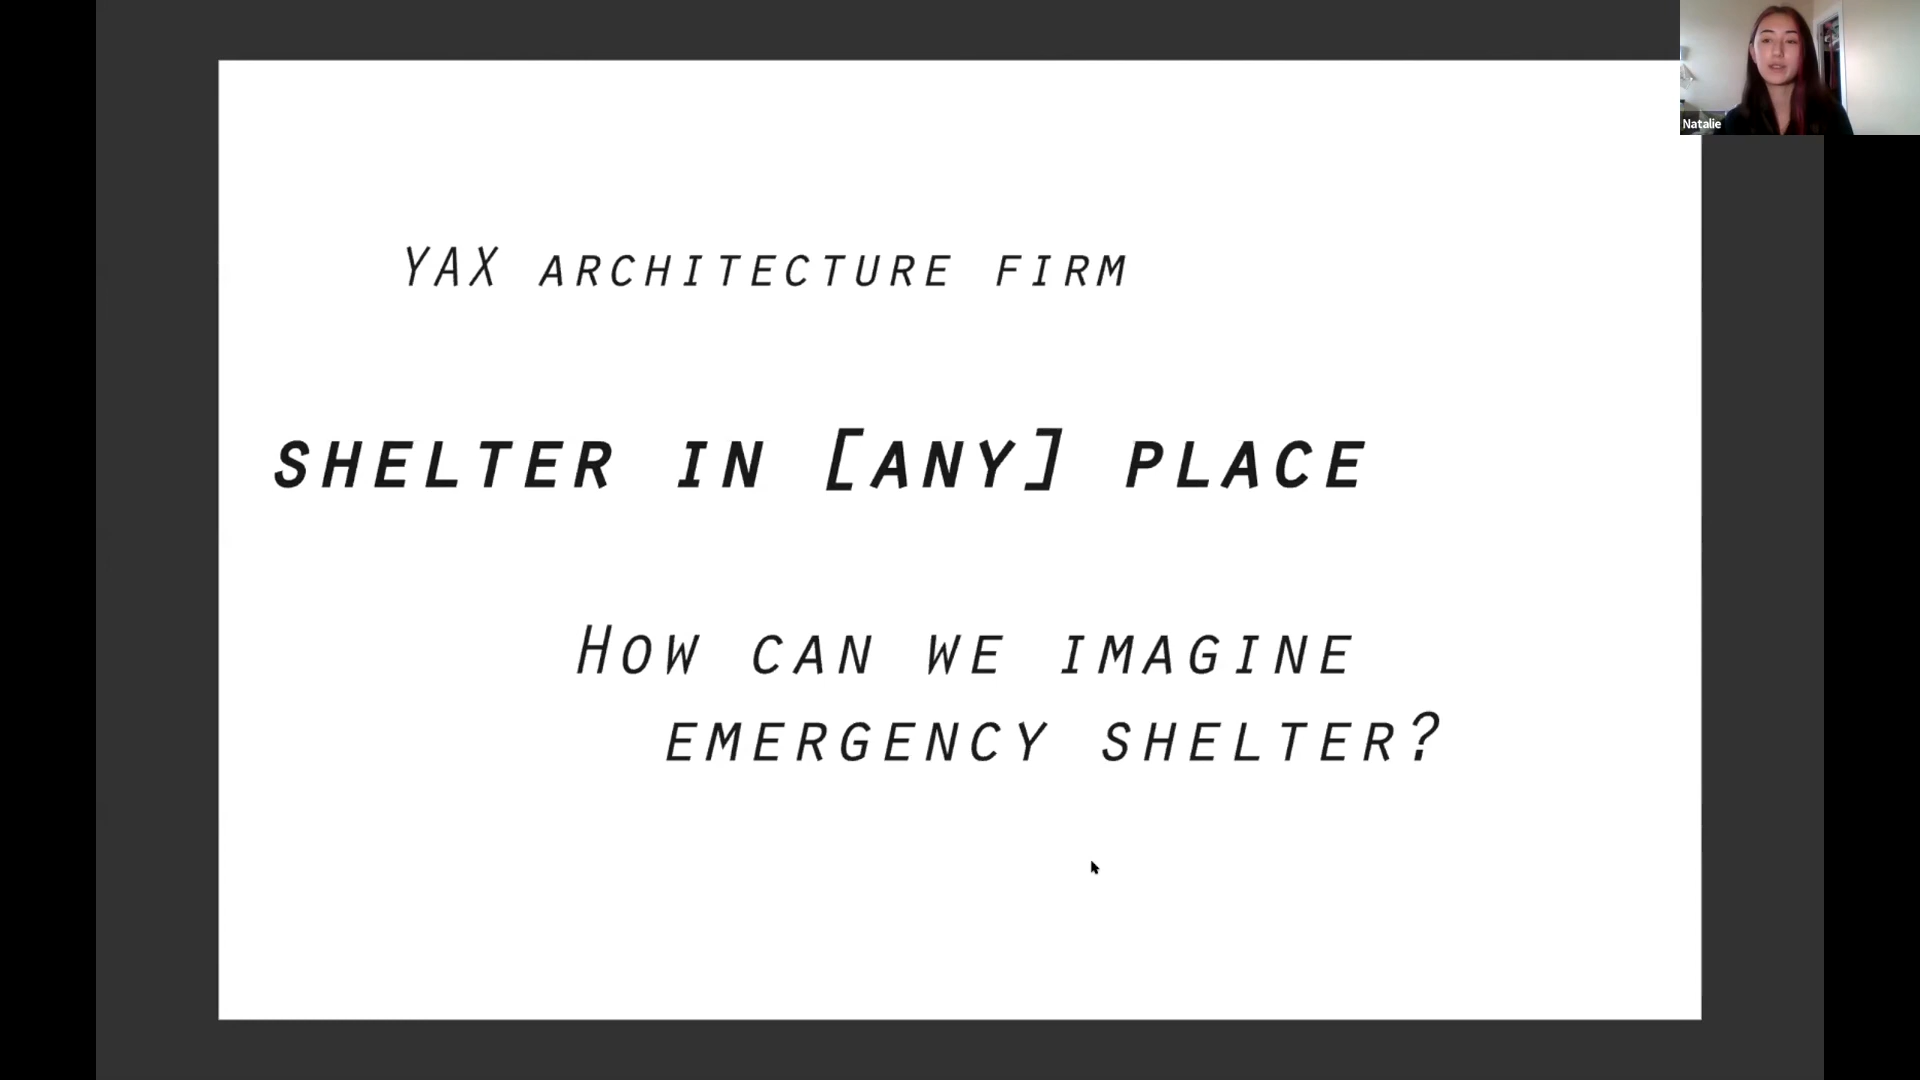 YAX ARCHITECTURE FIRM
SHELTER IN [ANY] PLACE
HOW CAN WE IMAGINE
EMERGENCY SHELTER?
Natalie